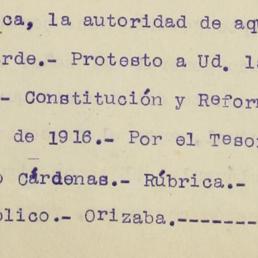 ca, la autoridad de aq
rde.- Protesto a Ud. l
- Constitución y Refor
de 1916.- Por el Teso
o Cárdenas.- Rúbrica.-
blico.- Orizaba.-------